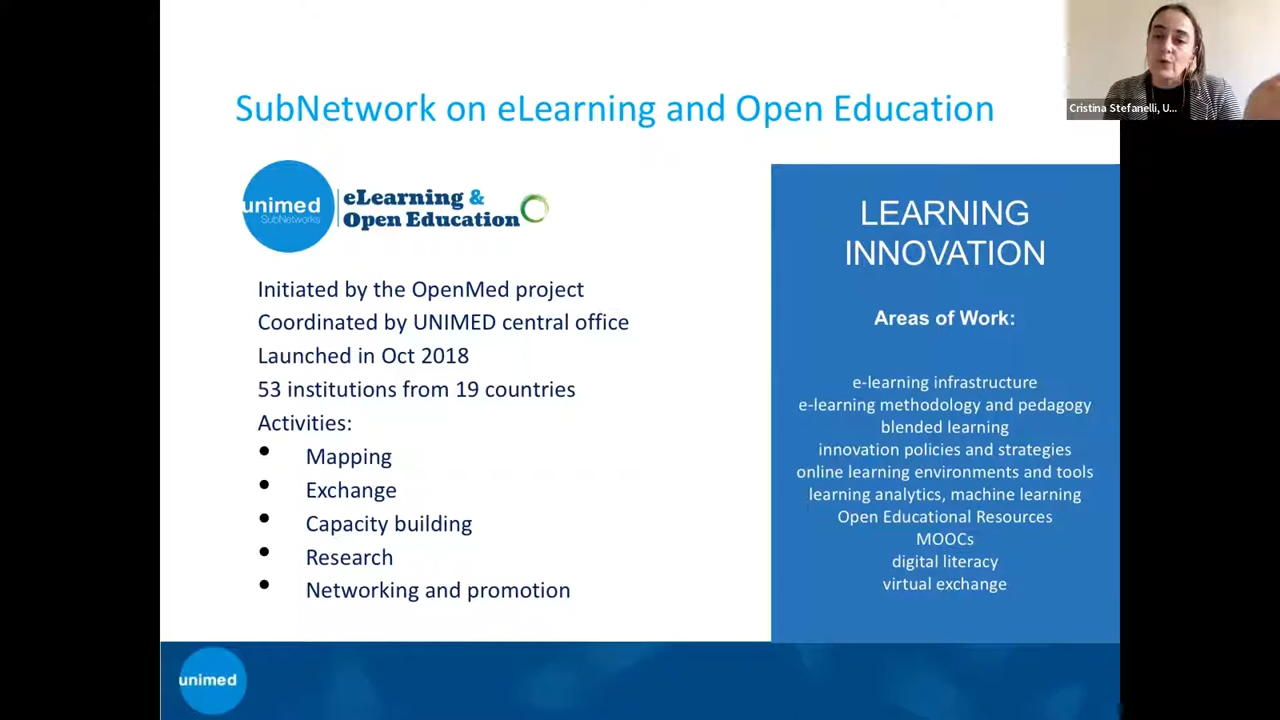 Cristina Stefanelli, U...
SubNetwork on eLearning and Open Education
unimed
SubNetworks
eLearning &
Open Education
Initiated by the OpenMed project
Coordinated by UNIMED central office
Launched in Oct 2018
53 institutions from 19 countries
Activities:
• Mapping
• Exchange
• Capacity building
• Research
• Networking and promotion
LEARNING
INNOVATION
Areas of Work:
e-learning infrastructure
e-learning methodology and pedagogy
blended learning
innovation policies and strategies
online learning environments and tools
learning analytics, machine learning
Open Educational Resources
MOOCs
digital literacy
virtual exchange
unimed